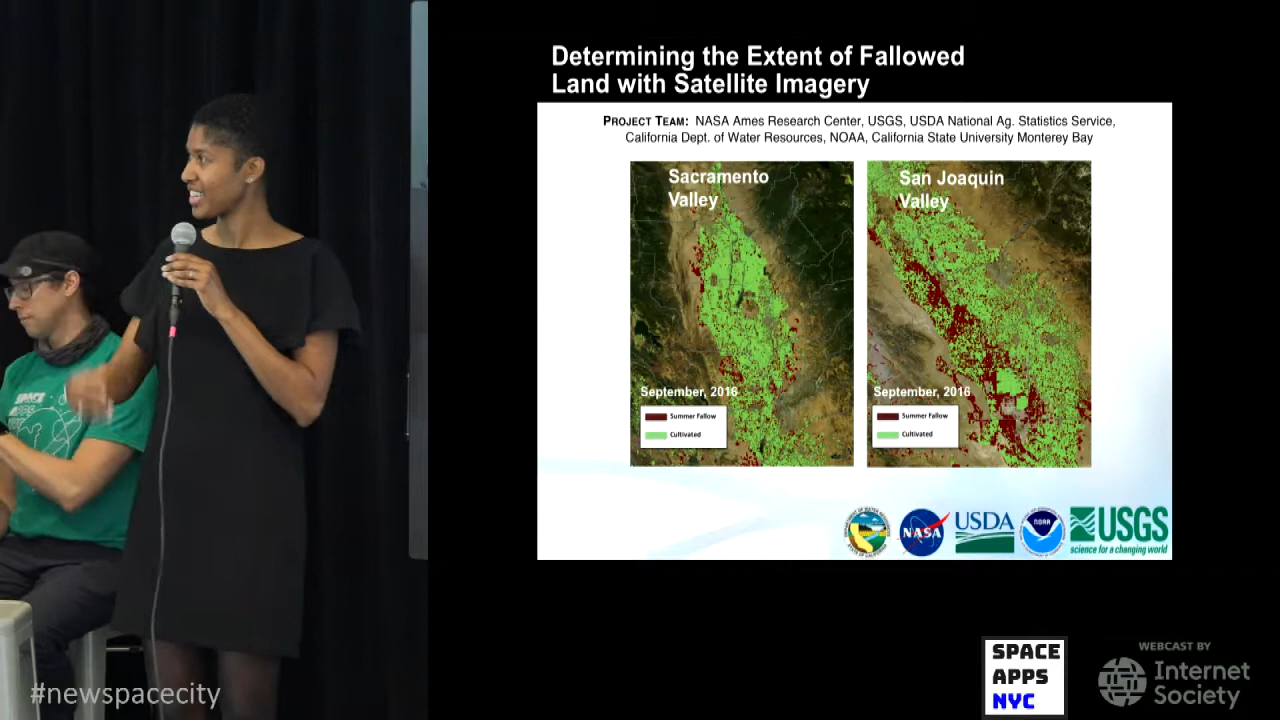 Determining the Extent of Fallowed
Land with Satellite Imagery
PROJECT TEAM: NASA Ames Research Center, USGS, USDA National Ag. Statistics Service,
California Dept. of Water Resources, NOAA, California State University Monterey Bay
Sacramento
Valley
September, 2016
Summer Fallow
Cultivated
San Joaquin
Valley
September, 2016
Summer Fallow
Cultivated
NASA
USDA
NOAA
USGS
science for a changing world
SPACE
APPS
#newspacecity
SPACE
APPS
NYC
WEBCAST BY
Internet
Society